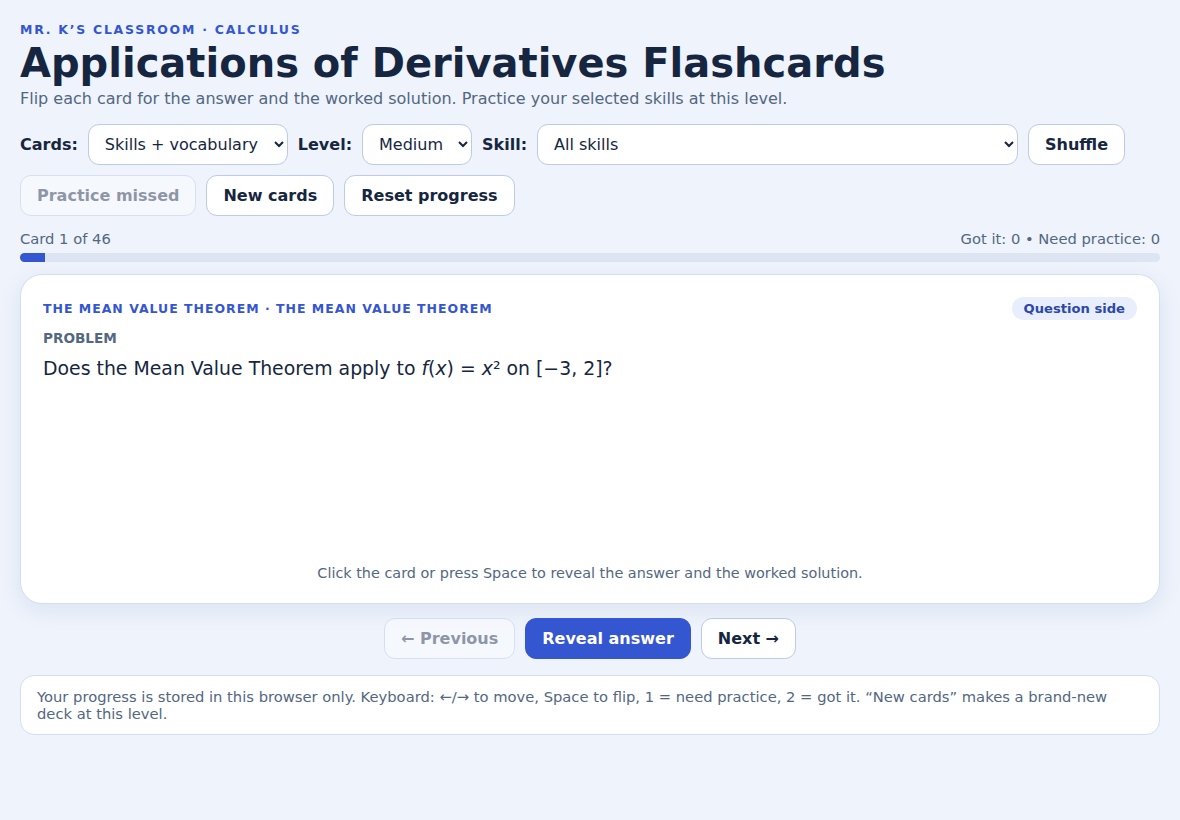 MR. K’S CLASSROOM · CALCULUS
Applications of Derivatives Flashcards
Flip each card for the answer and the worked solution. Practice your selected skills at this level.
Cards: Skills + vocabulary Level: Medium Skill: All skills Shuffle
Practice missed New cards Reset progress
Card 1 of 46 Got it: 0 • Need practice: 0
THE MEAN VALUE THEOREM · THE MEAN VALUE THEOREM Question side
PROBLEM
Does the Mean Value Theorem apply to f(x) = x² on [−3, 2]?
Click the card or press Space to reveal the answer and the worked solution.
← Previous Reveal answer Next →
Your progress is stored in this browser only. Keyboard: ←/→ to move, Space to flip, 1 = need practice, 2 = got it. “New cards” makes a brand-new
deck at this level.